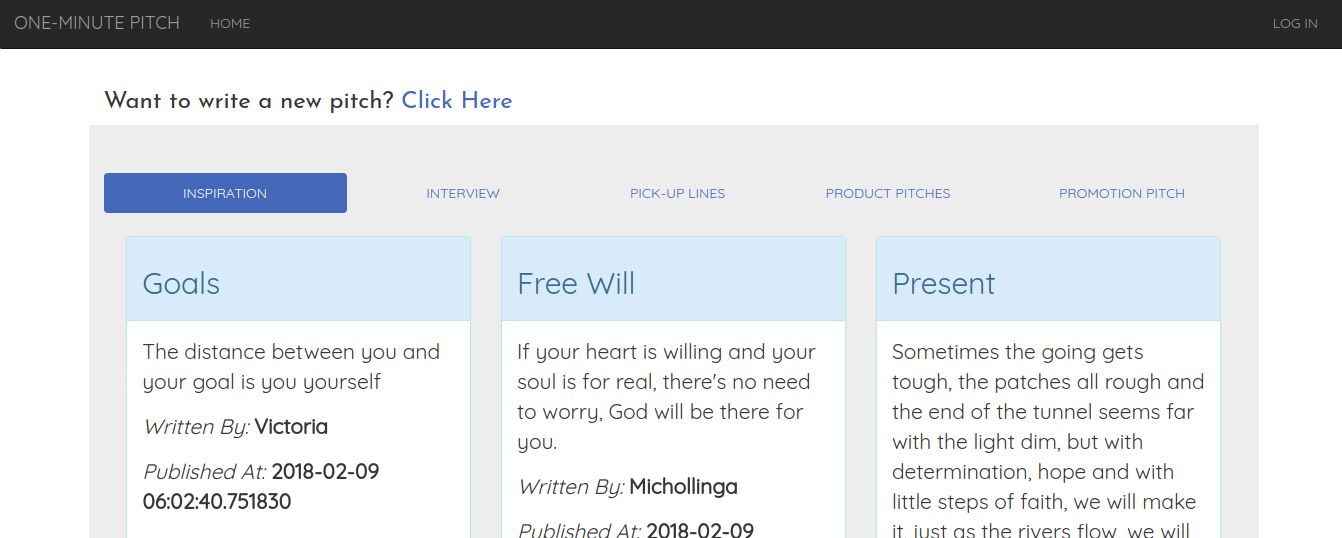 ONE-MINUTE PITCH HOME LOG IN
Want to write a new pitch? Click Here
INSPIRATION INTERVIEW PICK-UP LINES PRODUCT PITCHES PROMOTION PITCH
Goals
The distance between you and
your goal is you yourself
Written By: Victoria
Published At: 2018-02-09
06:02:40.751830
Free Will
If your heart is willing and your
soul is for real, there's no need
to worry, God will be there for
you.
Written By: Michollinga
Published At: 2018-02-09
Present
Sometimes the going gets
tough, the patches all rough and
the end of the tunnel seems far
with the light dim, but with
determination, hope and with
little steps of faith, we will make
it, just as the rivers flow, we will